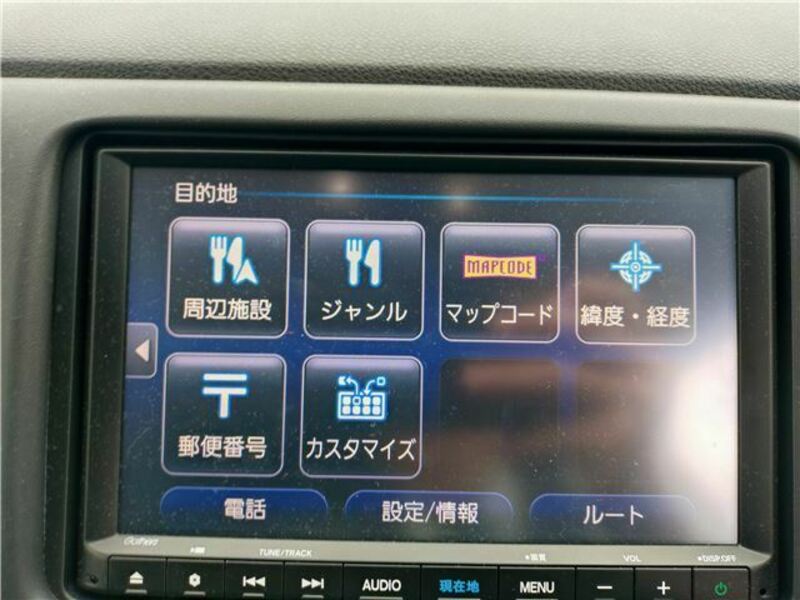 目的地
周辺施設
ジャンル
MAPCODE
マップコード
緯度・経度
郵便番号
カスタマイズ
電話
設定/情報
ルート
TUNE/TRACK
VOL
AUDIO
現在地
MENU